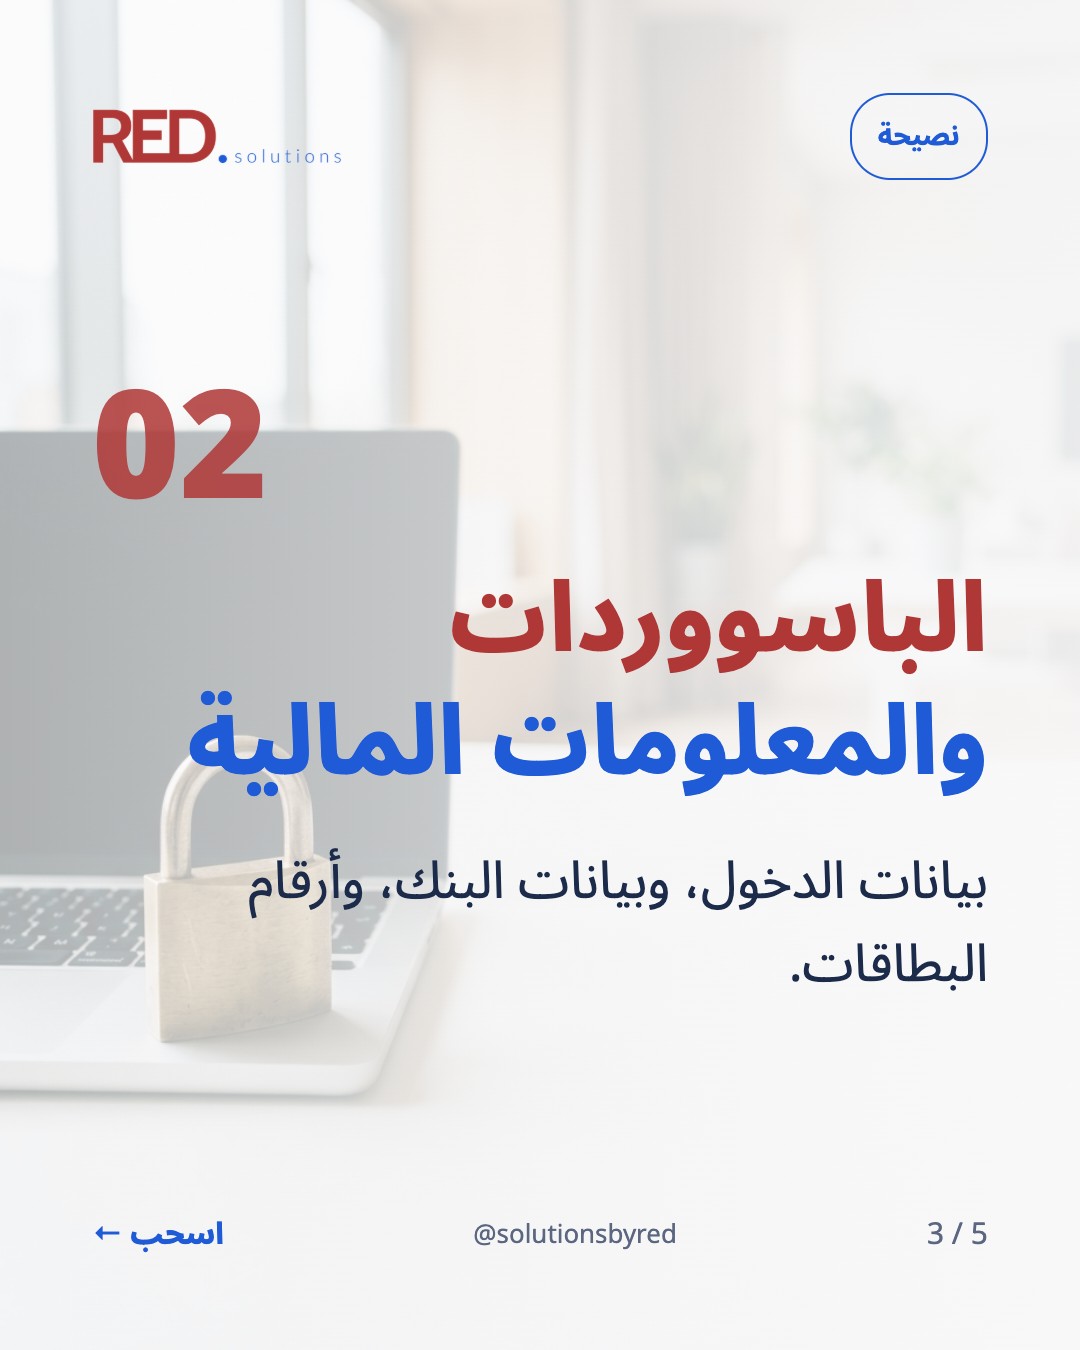 RED.solutions
نصيحة
02
الباسووردات
والمعلومات المالية
بيانات الدخول، وبيانات البنك، وأرقام
البطاقات.
3 / 5
@solutionsbyred
اسحب ←